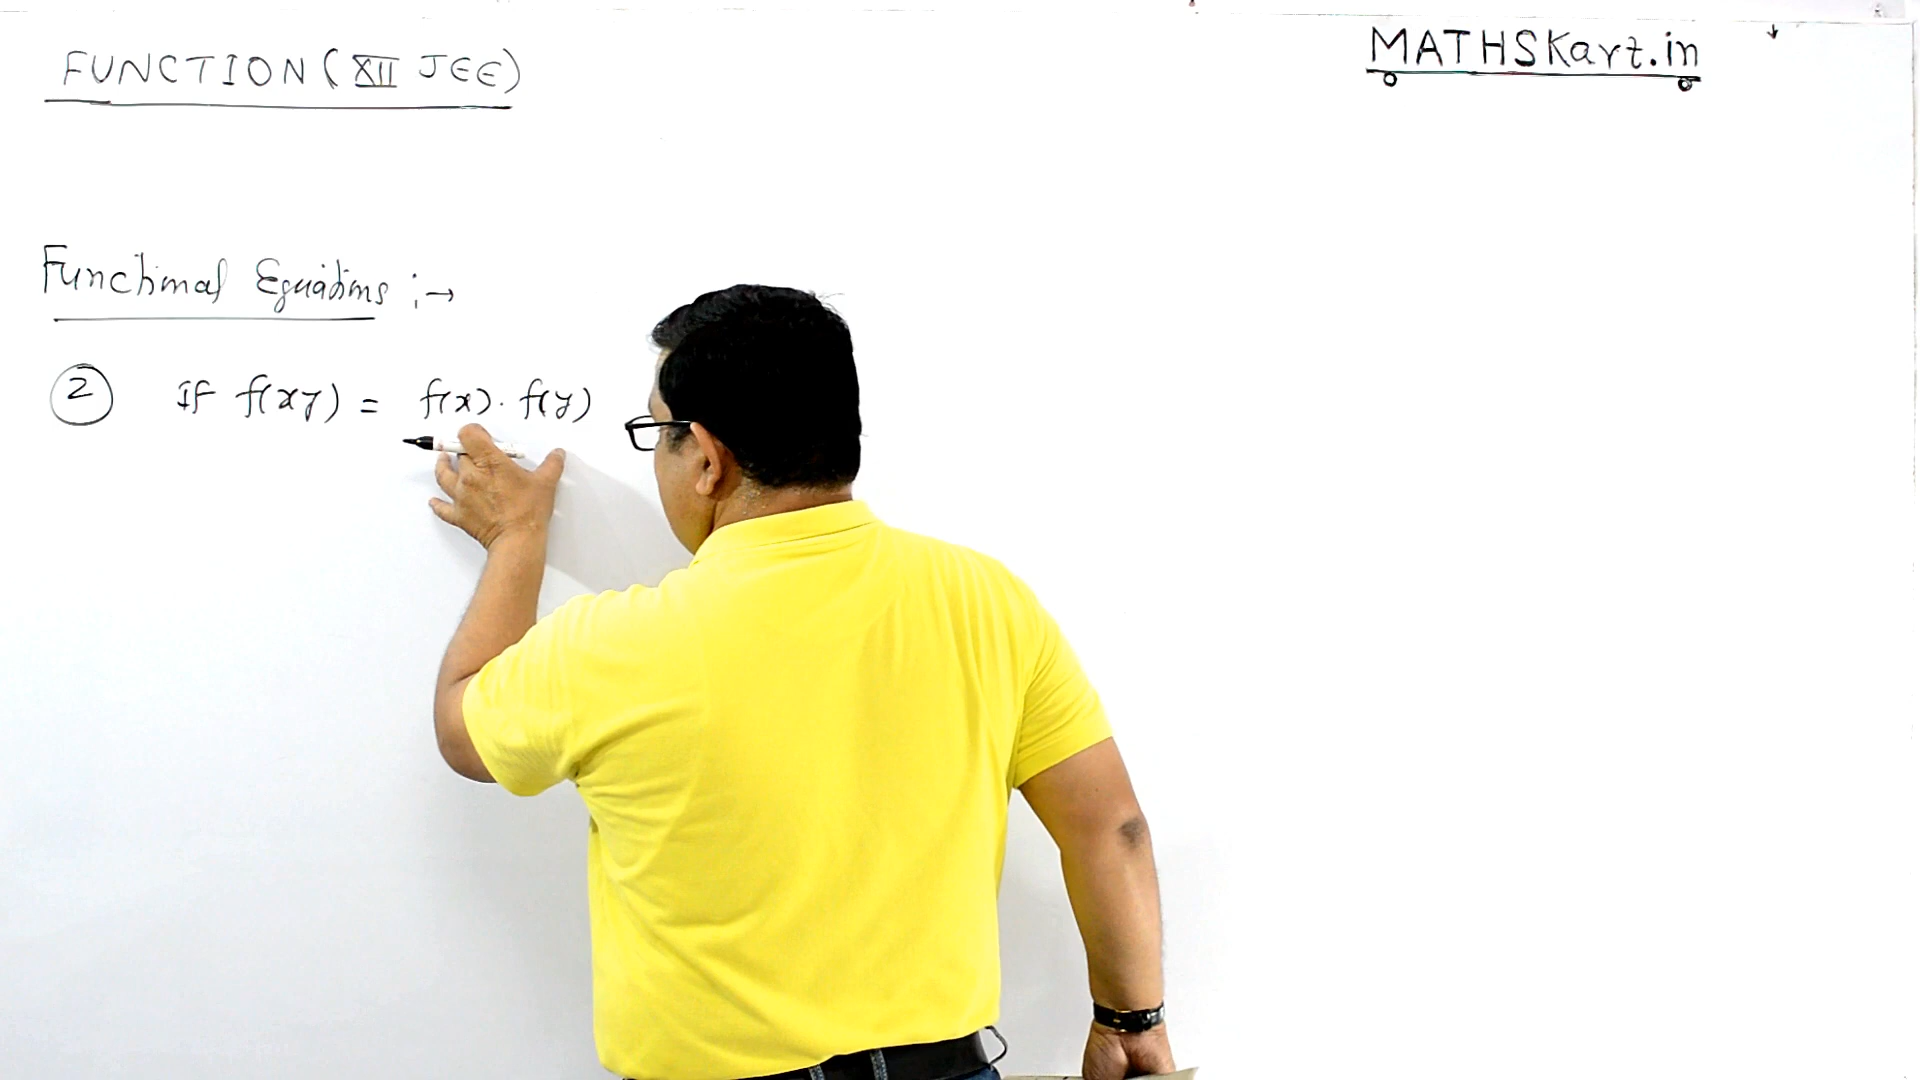 FUNCTION (XII JEE)
MATHSKart.in
Functional Equations :→
2 If f(xy) = f(x). f(y)